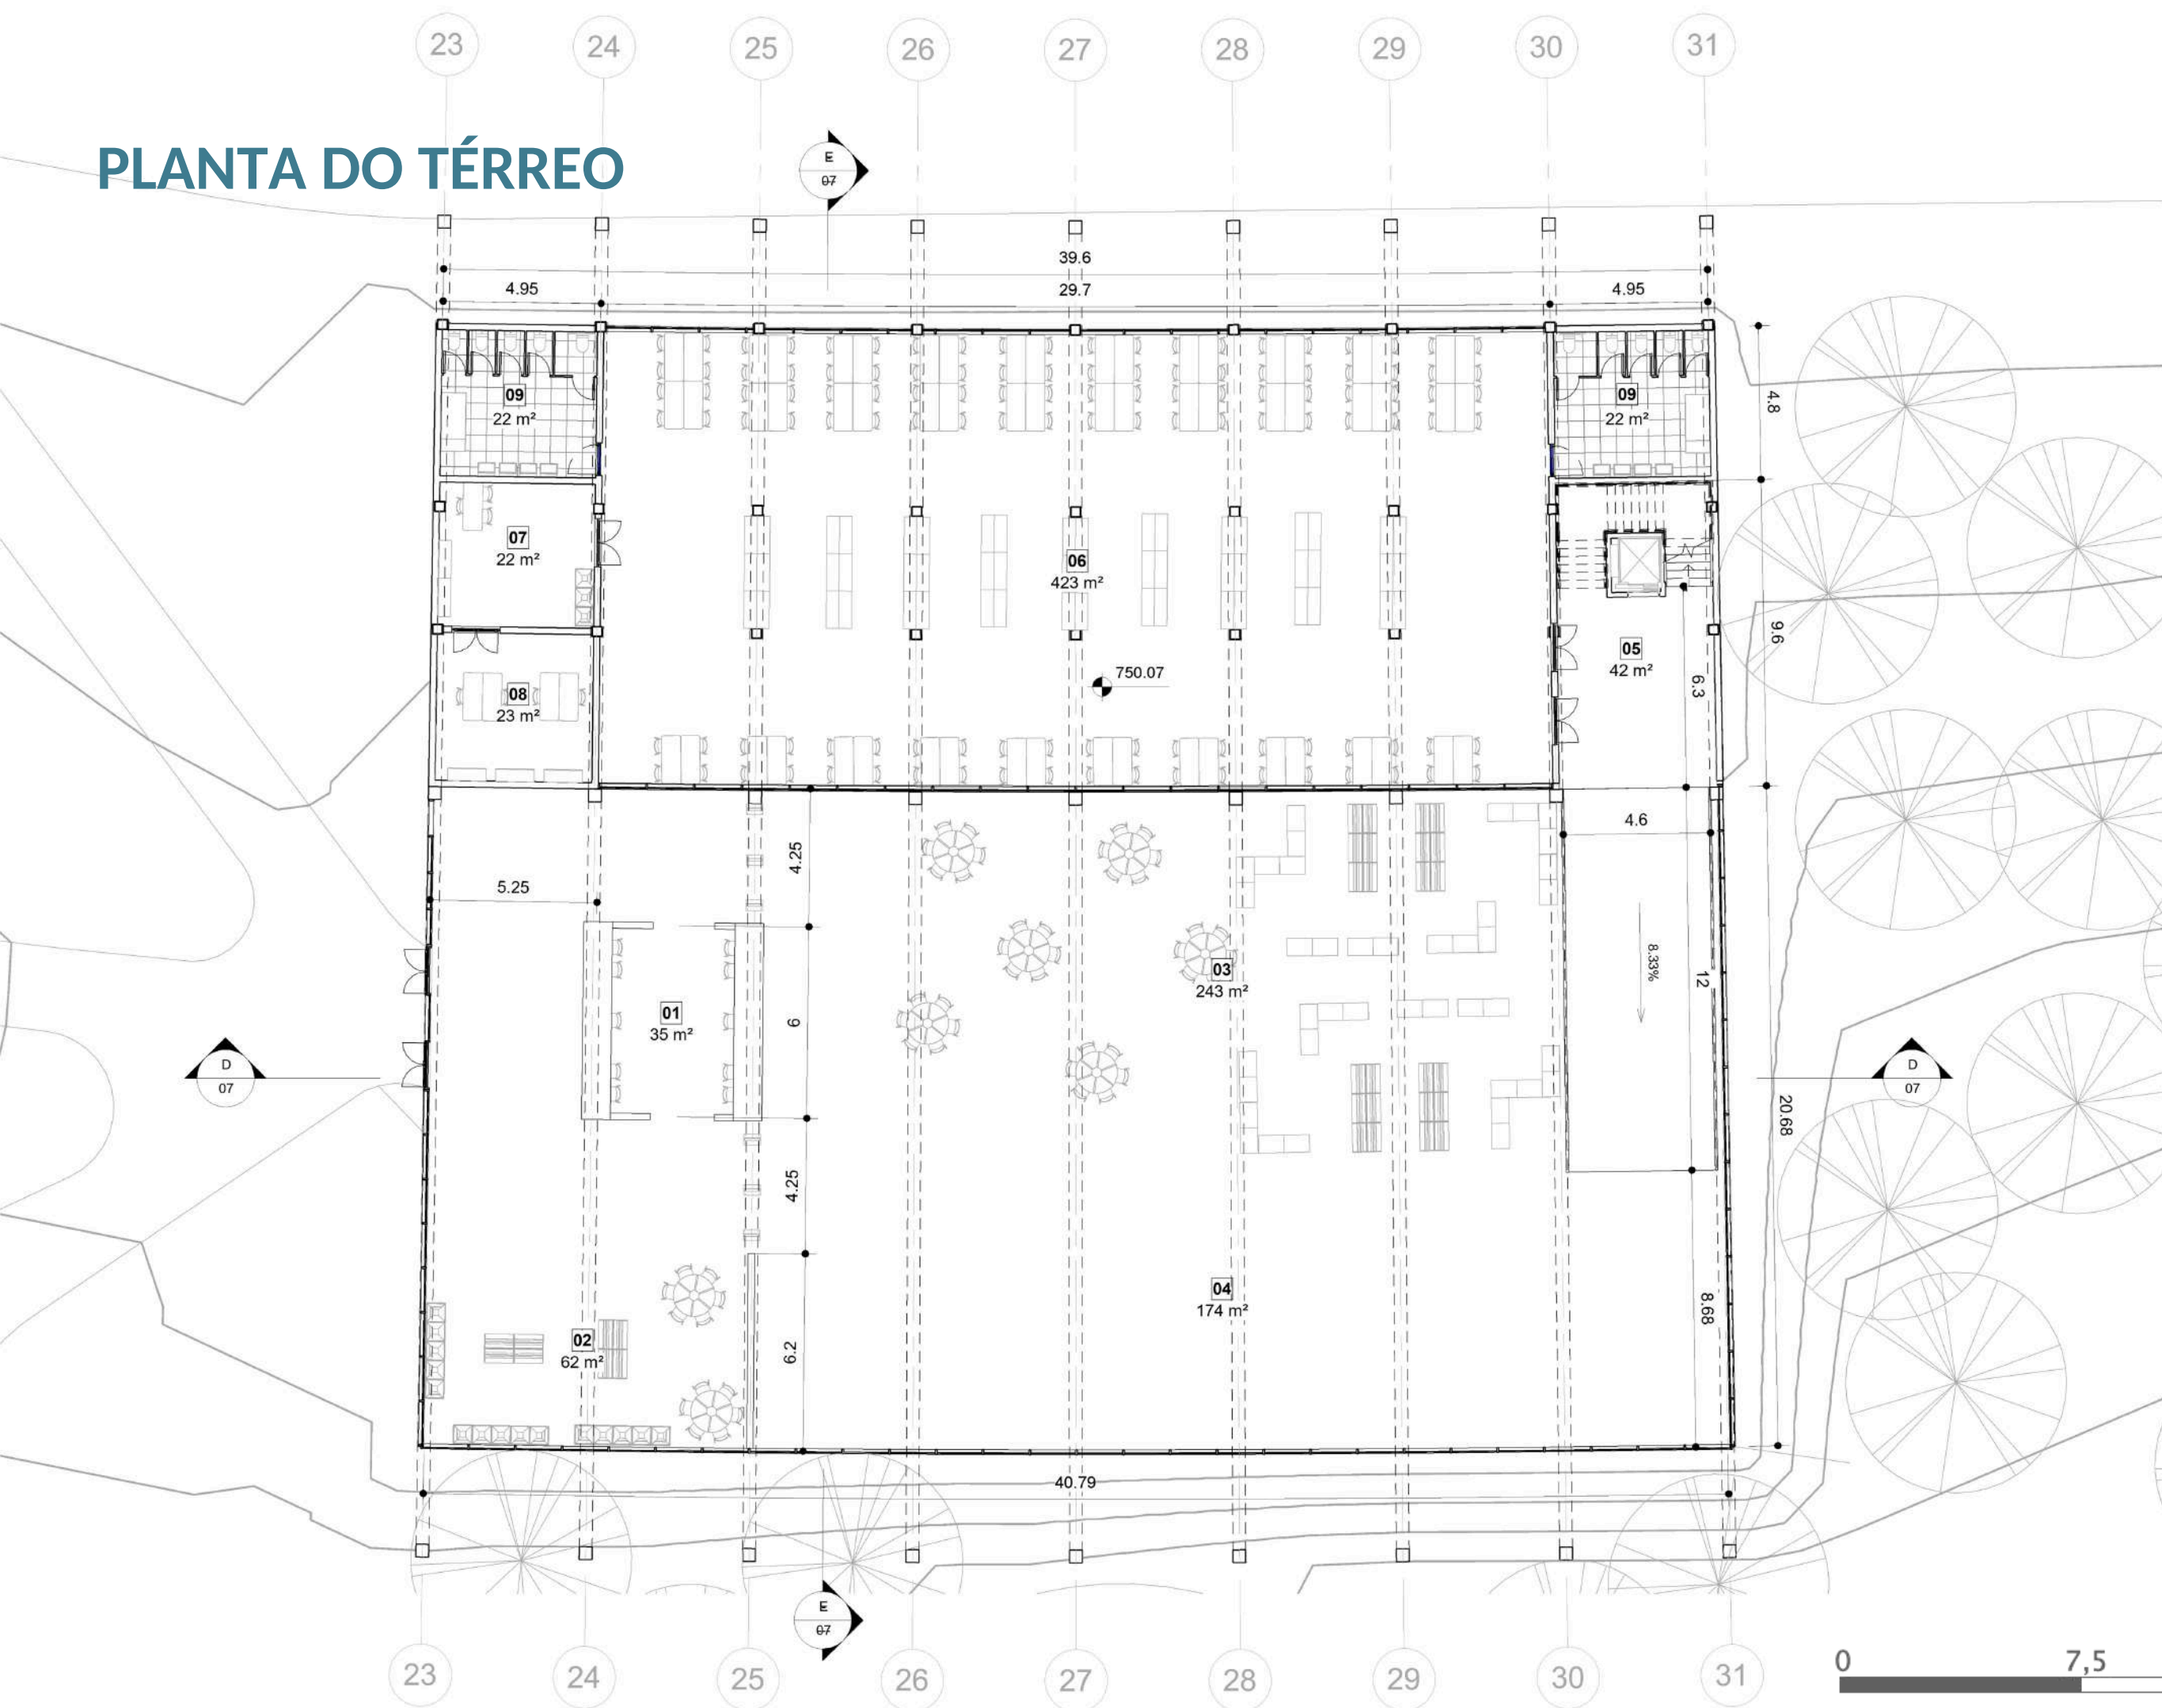 23 24 25 26 27 28 29 30 31
PLANTA DO TÉRREO
E
07
39.6
4.95 29.7 4.95
09
22 m²
09
22 m²
4.8
07
22 m²
06
423 m²
9.6
05
42 m²
750.07
6.3
08
23 m²
4.6
4.25
5.25
8.33%
12
03
243 m²
01
35 m²
6
D
07
D
07
20.68
4.25
04
174 m²
8.68
02
62 m²
6.2
40.79
E
07
0 7,5
23 24 25 26 27 28 29 30 31